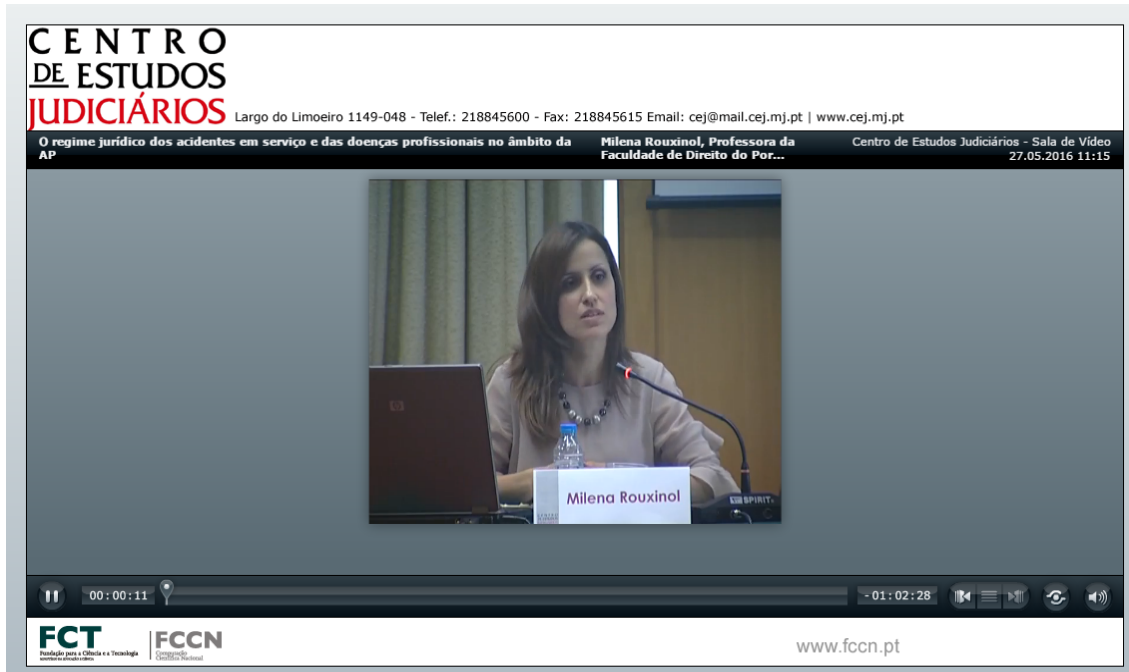 CENTRO
DE ESTUDOS
JUDICIÁRIOS
Largo do Limoeiro 1149-048 - Telef.: 218845600 - Fax: 218845615 Email: cej@mail.cej.mj.pt | www.cej.mj.pt
O regime jurídico dos acidentes em serviço e das doenças profissionais no âmbito da
AP
Milena Rouxinol, Professora da
Faculdade de Direito do Por...
Centro de Estudos Judiciários - Sala de Vídeo
27.05.2016 11:15
hp
Milena Rouxinol
SPIRIT
00:00:11
-01:02:28
FCT
Fundação para a Ciência e a Tecnologia
FCCN
Computação
Científica Nacional
www.fccn.pt